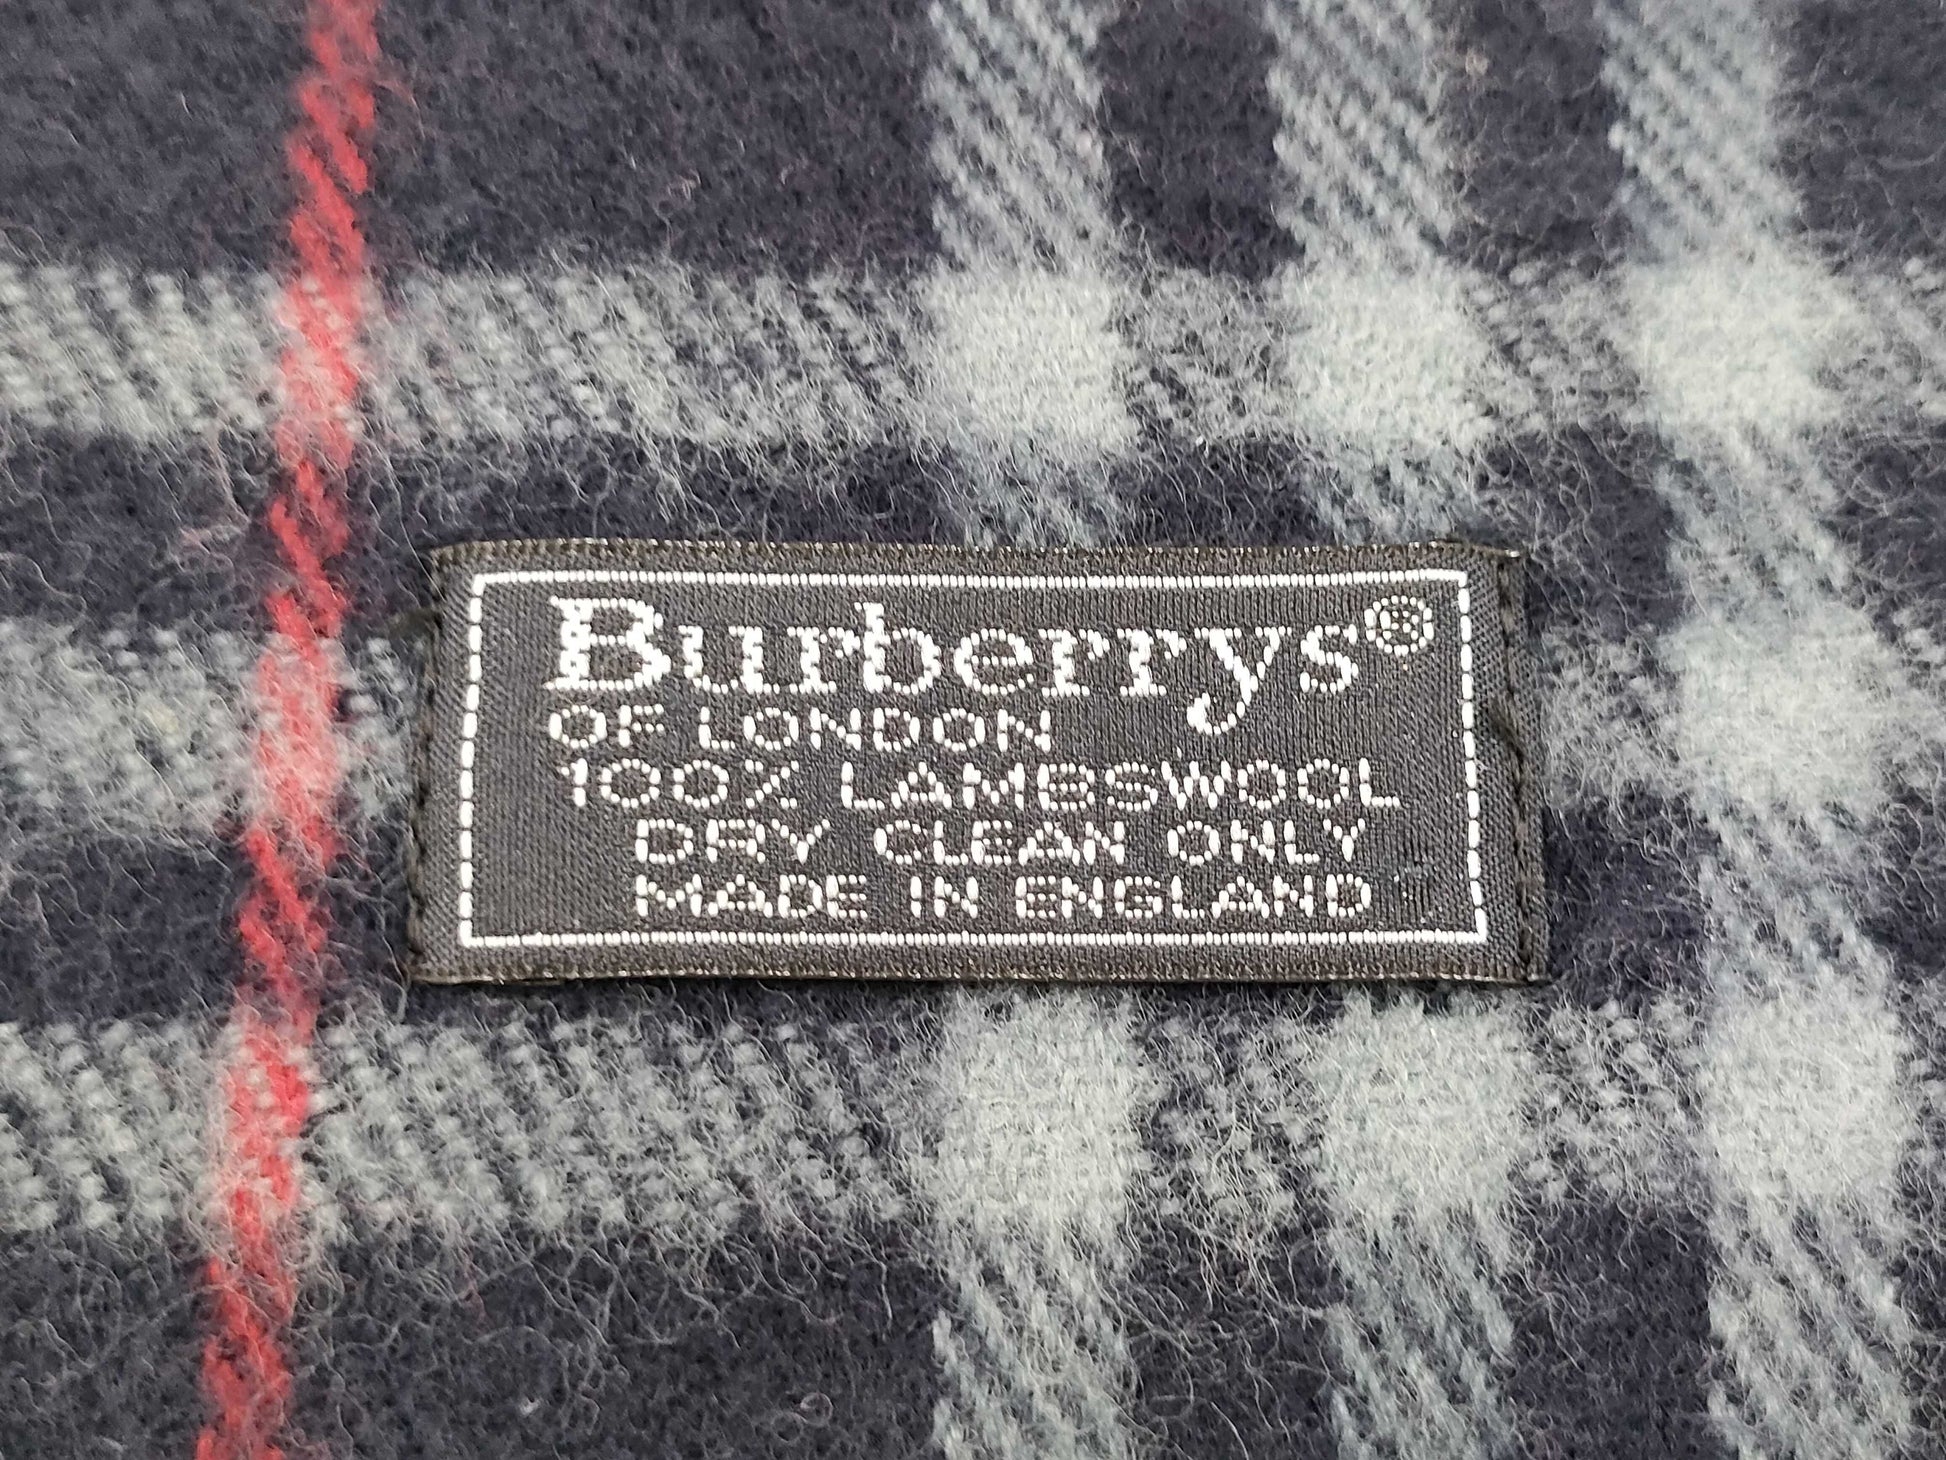 Burberrys®
OF LONDON
100% LAMBSWOOL
DRY CLEAN ONLY
MADE IN ENGLAND